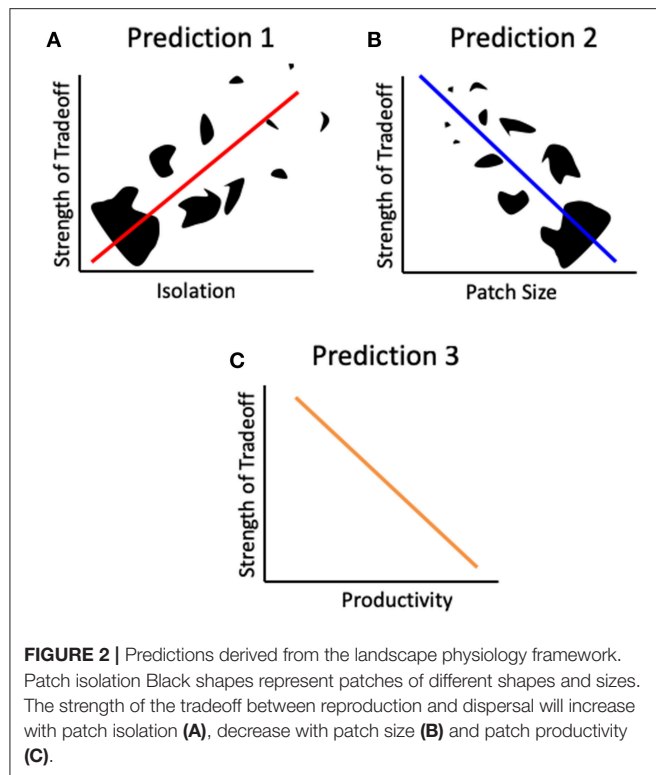 A
Prediction 1
Strength of Tradeoff
Isolation
B
Prediction 2
Strength of Tradeoff
Patch Size
C
Prediction 3
Strength of Tradeoff
Productivity
FIGURE 2 | Predictions derived from the landscape physiology framework.
Patch isolation Black shapes represent patches of different shapes and sizes.
The strength of the tradeoff between reproduction and dispersal will increase
with patch isolation (A), decrease with patch size (B) and patch productivity
(C).